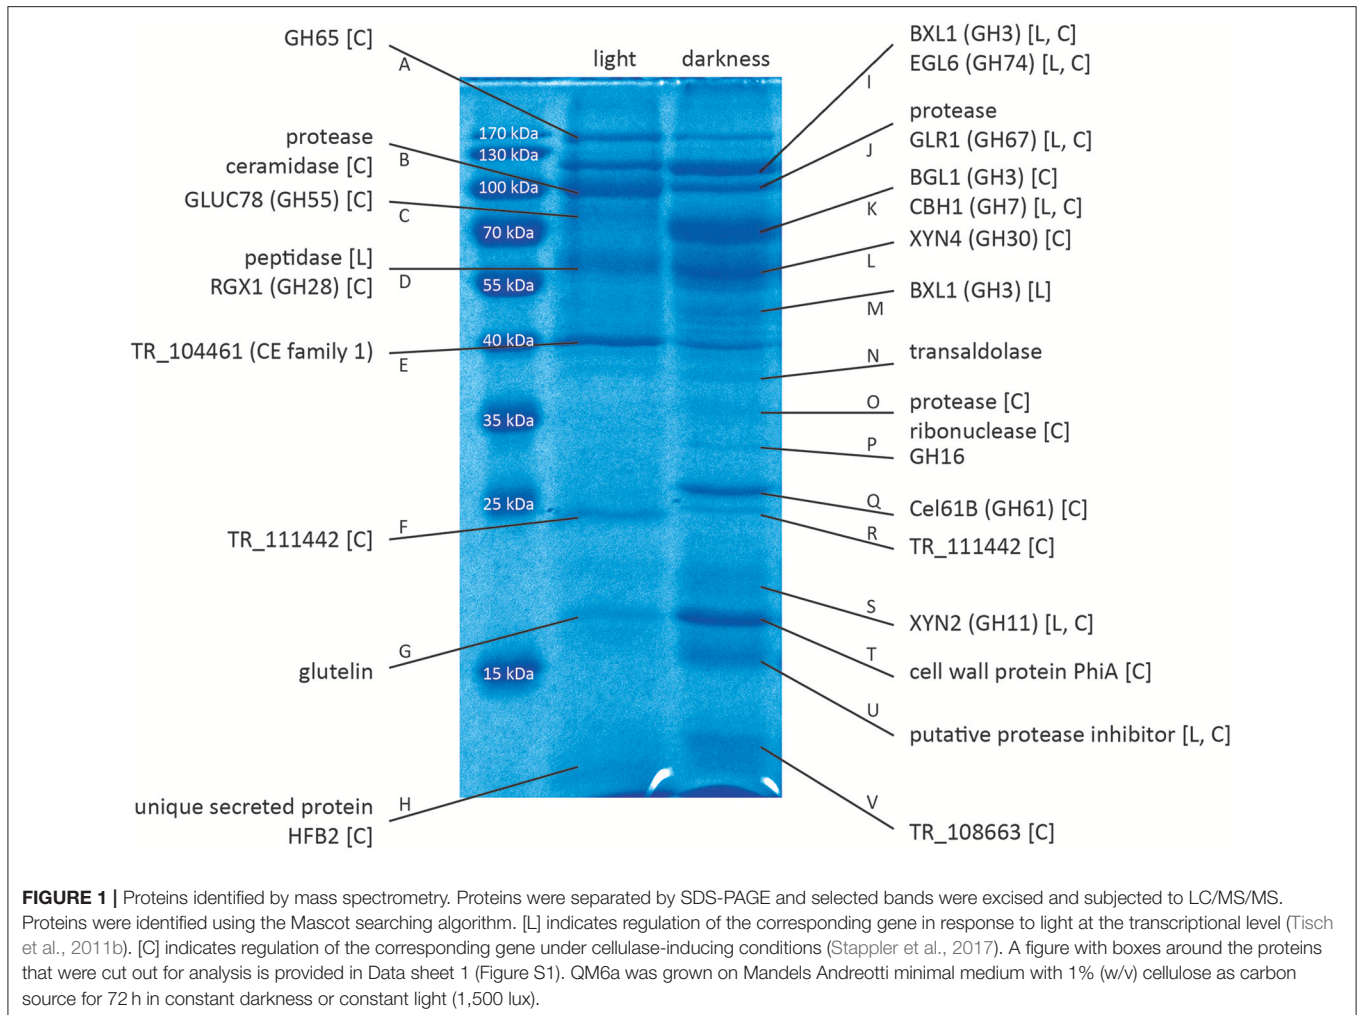 GH65 [C]
A
protease
ceramidase [C]
B
GLUC78 (GH55) [C]
C
peptidase [L]
RGX1 (GH28) [C]
D
TR_104461 (CE family 1)
E
TR_111442 [C]
F
glutelin
G
unique secreted protein
HFB2 [C]
H
light
darkness
170 kDa
130 kDa
100 kDa
70 kDa
55 kDa
40 kDa
35 kDa
25 kDa
15 kDa
BXL1 (GH3) [L, C]
EGL6 (GH74) [L, C]
I
protease
GLR1 (GH67) [L, C]
J
BGL1 (GH3) [C]
CBH1 (GH7) [L, C]
K
XYN4 (GH30) [C]
L
BXL1 (GH3) [L]
M
transaldolase
N
protease [C]
O
ribonuclease [C]
GH16
P
Cel61B (GH61) [C]
Q
TR_111442 [C]
R
XYN2 (GH11) [L, C]
S
cell wall protein PhiA [C]
T
putative protease inhibitor [L, C]
U
TR_108663 [C]
V
FIGURE 1 | Proteins identified by mass spectrometry. Proteins were separated by SDS-PAGE and selected bands were excised and subjected to LC/MS/MS.
Proteins were identified using the Mascot searching algorithm. [L] indicates regulation of the corresponding gene in response to light at the transcriptional level (Tisch
et al., 2011b). [C] indicates regulation of the corresponding gene under cellulase-inducing conditions (Stappler et al., 2017). A figure with boxes around the proteins
that were cut out for analysis is provided in Data sheet 1 (Figure S1). QM6a was grown on Mandels Andreotti minimal medium with 1% (w/v) cellulose as carbon
source for 72 h in constant darkness or constant light (1,500 lux).